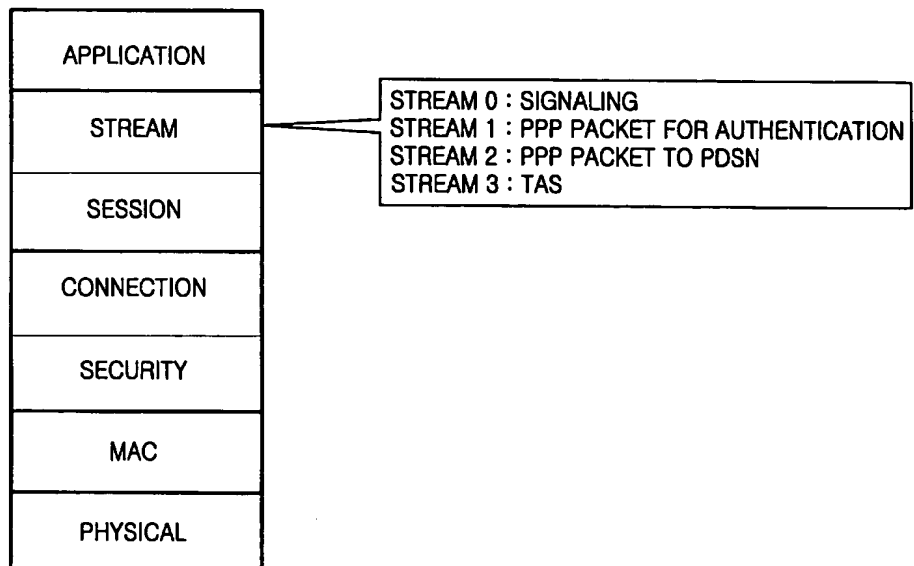 APPLICATION
STREAM
SESSION
CONNECTION
SECURITY
MAC
PHYSICAL
STREAM 0 : SIGNALING
STREAM 1 : PPP PACKET FOR AUTHENTICATION
STREAM 2 : PPP PACKET TO PDSN
STREAM 3 : TAS